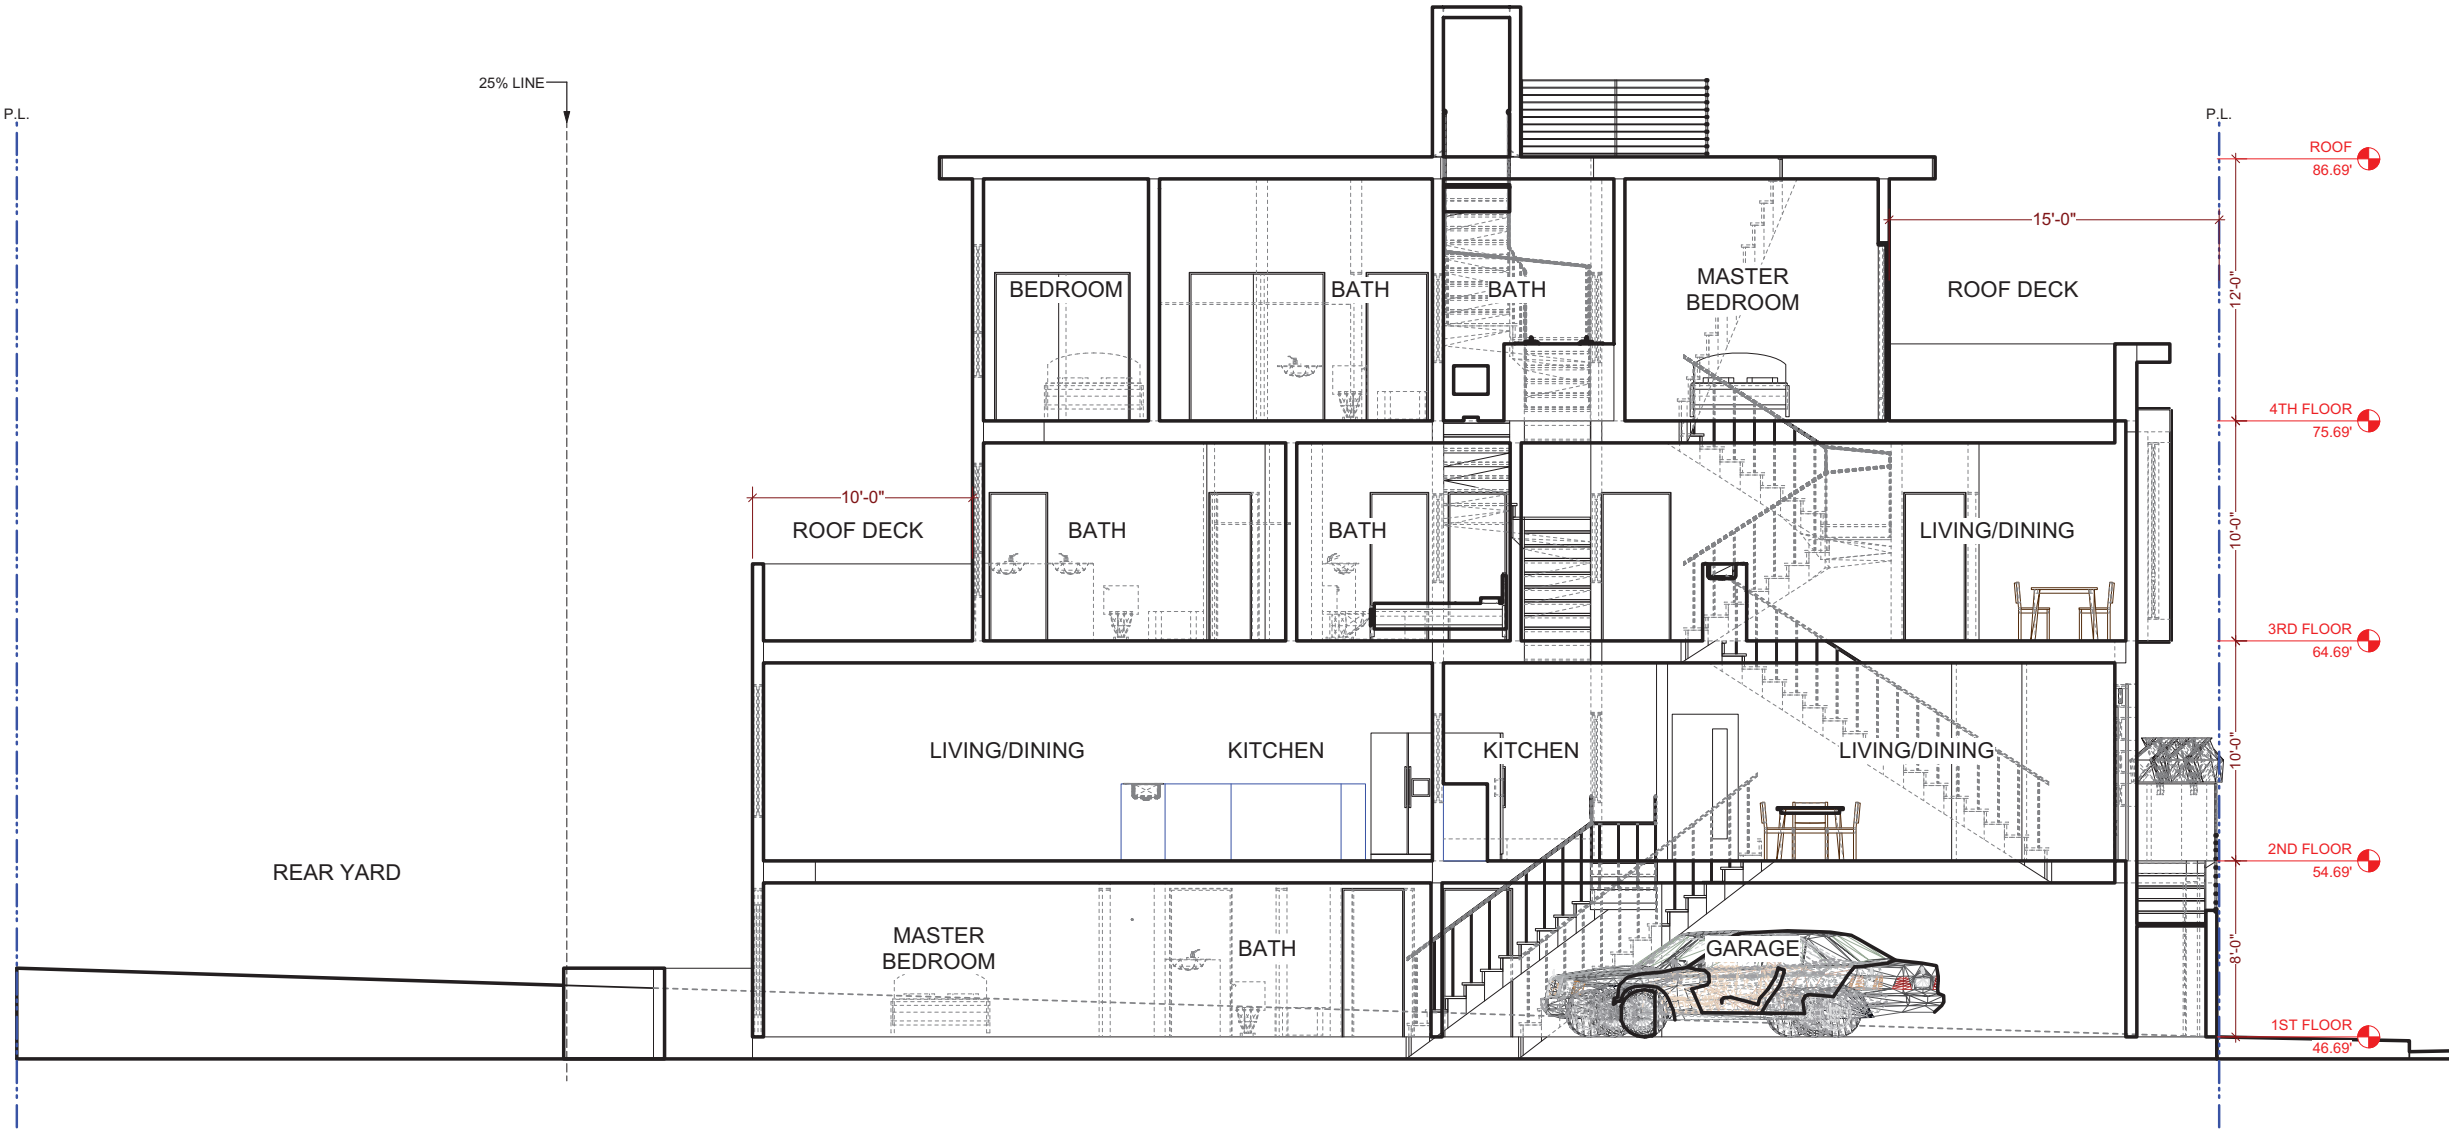 25% LINE
P.L.
P.L.
ROOF
86.69'
15'-0"
12'-0"
BEDROOM
BATH
BATH
MASTER
BEDROOM
ROOF DECK
4TH FLOOR
75.69'
10'-0"
ROOF DECK
BATH
BATH
LIVING/DINING
10'-0"
3RD FLOOR
64.69'
LIVING/DINING
KITCHEN
KITCHEN
LIVING/DINING
10'-0"
2ND FLOOR
54.69'
REAR YARD
MASTER
BEDROOM
BATH
GARAGE
8'-0"
1ST FLOOR
46.69'